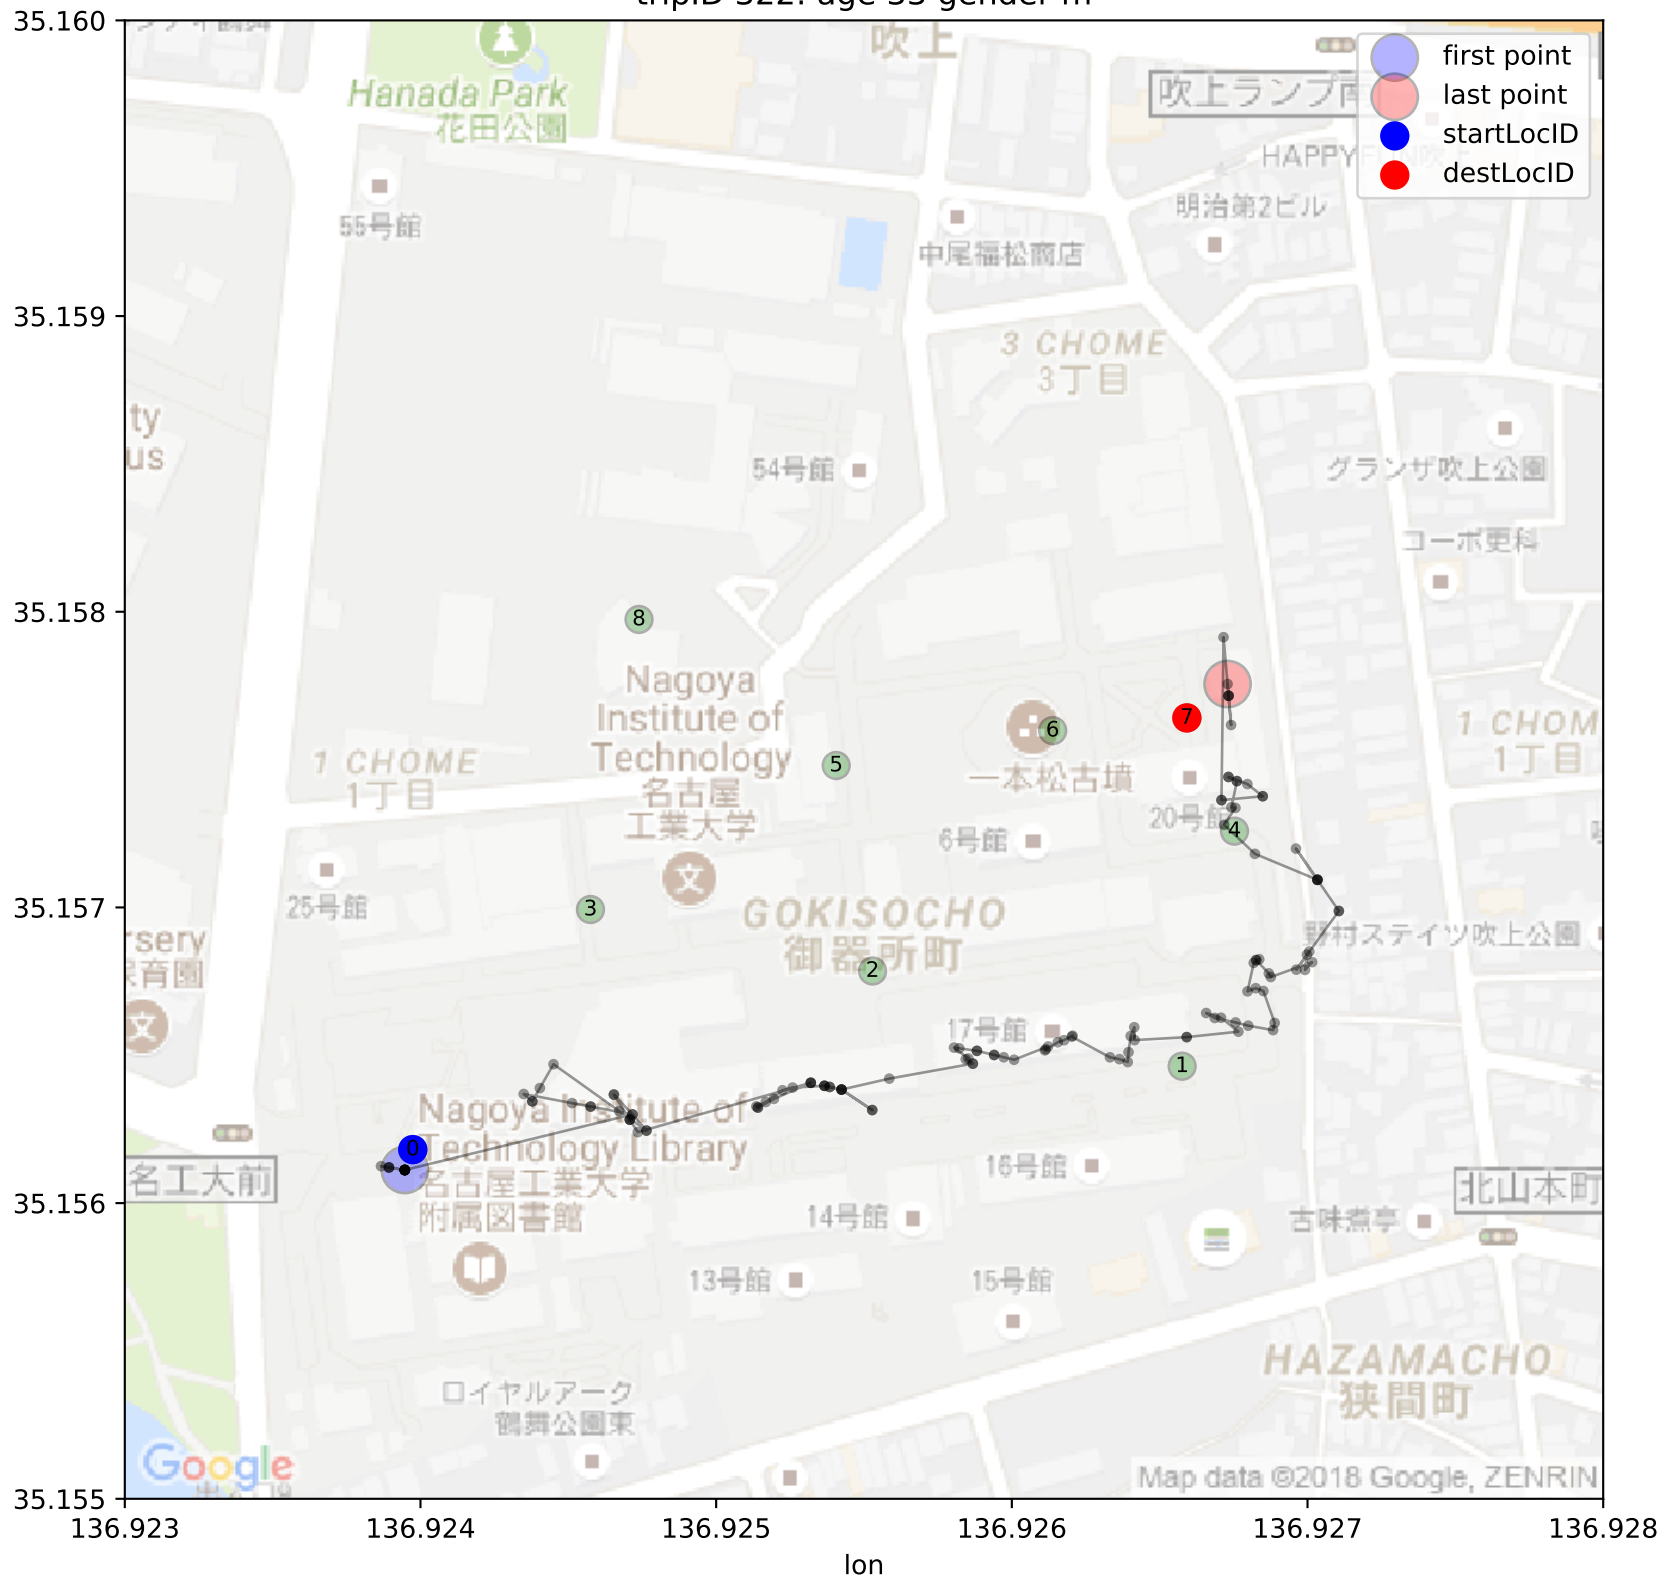 35.160
35.159
35.158
35.157
35.156
35.155
136.923
136.924
136.925
136.926
136.927
136.928
lon
first point
last point
startLocID
destLocID
Hanada Park
花田公園
吹上
吹上ランプ南
55号館
中尾福松商店
明治第2ビル
3 CHOME
3丁目
ty
us
54号館
グランザ吹上公園
コーポ更科
8
Nagoya
Institute of
Technology
名古屋
工業大学
7
6
5
一本松古墳
1 CHOM
1丁目
1 CHOME
1丁目
20号館
4
6号館
25号館
3
GOKISOCHO
御器所町
2
野村ステイツ吹上公園
rsery
保育園
17号館
1
Nagoya Institute of
Technology Library
名古屋工業大学
附属図書館
0
名工大前
16号館
北山本町
14号館
古味煮亭
13号館
15号館
HAZAMACHO
狭間町
ロイヤルアーク
鶴舞公園東
Google
Map data ©2018 Google, ZENRIN